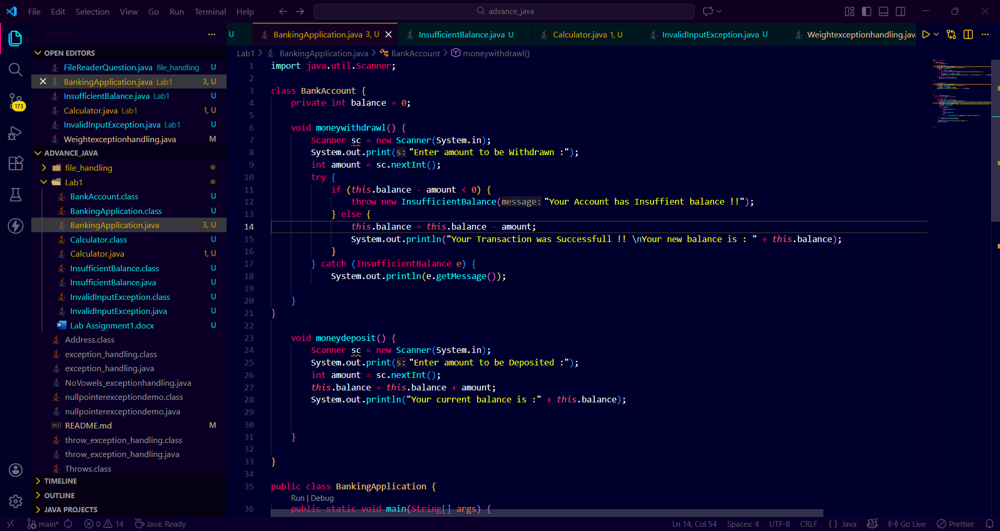 File Edit Selection View Go Run Terminal Help
advance_java
EXPLORER
U
BankingApplication.java 3, U
InsufficientBalance.java U
Calculator.java 1, U
InvalidInputException.java U
Weightexceptionhandling.java
OPEN EDITORS
FileReaderQuestion.java file_handling U
BankingApplication.java Lab1 3, U
InsufficientBalance.java Lab1 U
Calculator.java Lab1 1, U
InvalidInputException.java Lab1 U
Weightexceptionhandling.java M
173
ADVANCE_JAVA
file_handling
Lab1
BankAccount.class U
BankingApplication.class U
BankingApplication.java 3, U
Calculator.class U
Calculator.java 1, U
InsufficientBalance.class U
InsufficientBalance.java U
InvalidInputException.class U
InvalidInputException.java U
Lab Assignment1.docx U
Address.class
exception_handling.class
exception_handling.java
NoVowels_exceptionhandling.java
nullpointerexceptiondemo.class
nullpointerexceptiondemo.java
README.md M
throw_exception_handling.class
throw_exception_handling.java
Throws.class
TIMELINE
OUTLINE
JAVA PROJECTS
Lab1 > BankingApplication.java > BankAccount > moneywithdrawl()
1 import java.util.Scanner;
2
3 class BankAccount {
4 private int balance = 0;
5
6 void moneywithdrawl() {
7 Scanner sc = new Scanner(System.in);
8 System.out.print(s: "Enter amount to be Withdrawn :");
9 int amount = sc.nextInt();
10 try {
11 if (this.balance - amount < 0) {
12 throw new InsufficientBalance(message: "Your Account has Insuffient balance !!");
13 } else {
14 this.balance = this.balance - amount;
15 System.out.println("Your Transaction was Successfull !! \nYour new balance is : " + this.balance);
16 }
17 } catch (InsufficientBalance e) {
18 System.out.println(e.getMessage());
19
20 }
21 }
22
23 void moneydeposit() {
24 Scanner sc = new Scanner(System.in);
25 System.out.print(s: "Enter amount to be Deposited :");
26 int amount = sc.nextInt();
27 this.balance = this.balance + amount;
28 System.out.println("Your current balance is :" + this.balance);
29
30
31 }
32
33 }
34
35 public class BankingApplication {
Run | Debug
36 public static void main(String[] args) {
main* 0 14 Java: Ready
Ln 14, Col 54 Spaces: 4 UTF-8 CRLF { } Java Go Live Prettier